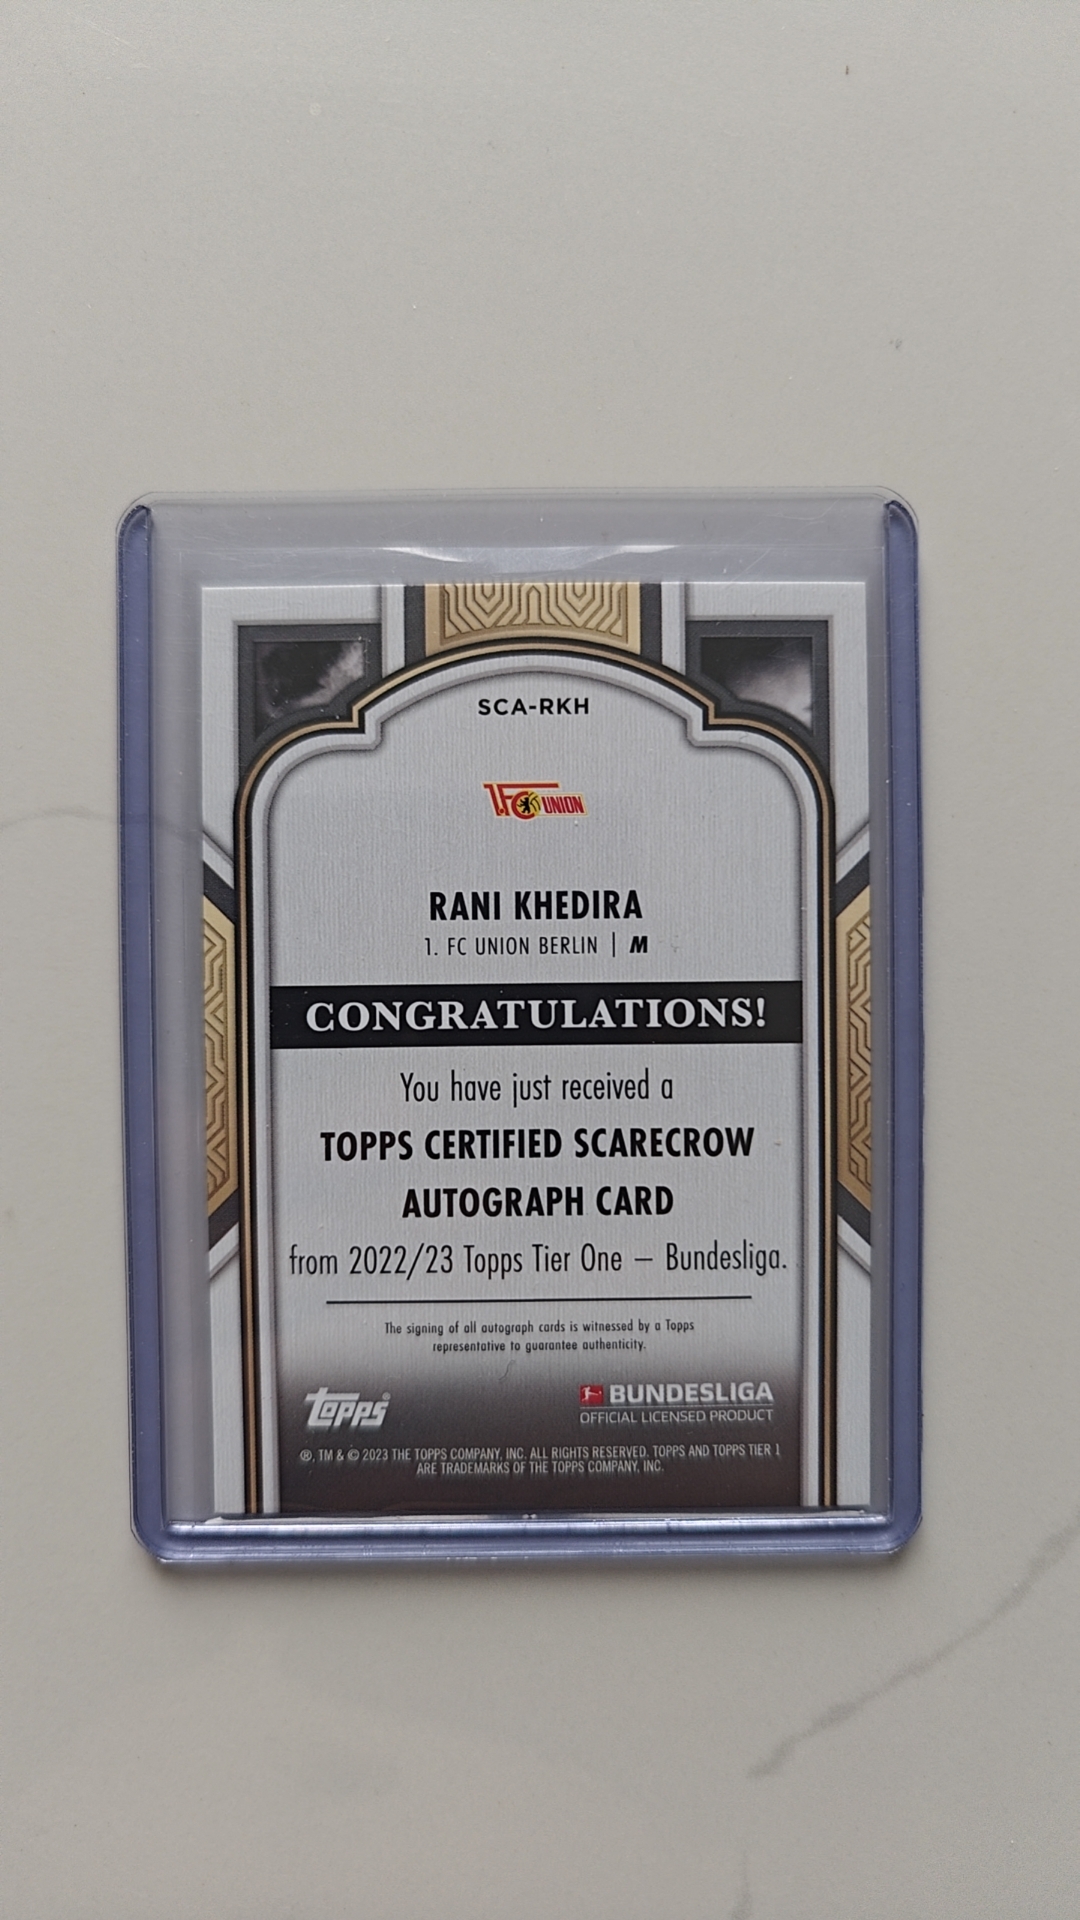 SCA-RKH
1.FC UNION
RANI KHEDIRA
1. FC UNION BERLIN | M
CONGRATULATIONS!
You have just received a
TOPPS CERTIFIED SCARECROW
AUTOGRAPH CARD
from 2022/23 Topps Tier One – Bundesliga.
The signing of all autograph cards is witnessed by a Topps
representative to guarantee authenticity.
Topps®
BUNDESLIGA
OFFICIAL LICENSED PRODUCT
®, TM & © 2023 THE TOPPS COMPANY, INC. ALL RIGHTS RESERVED. TOPPS AND TOPPS TIER 1
ARE TRADEMARKS OF THE TOPPS COMPANY, INC.